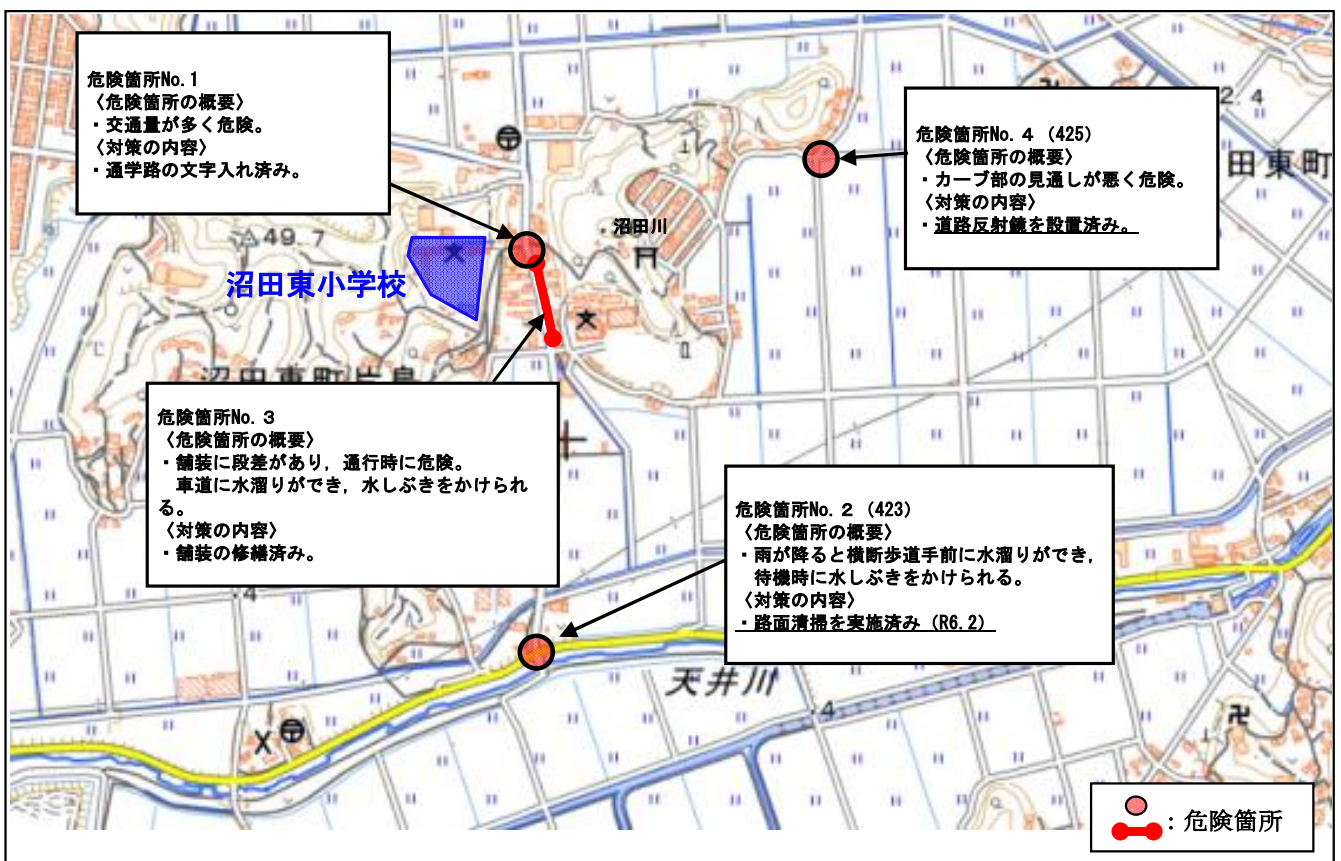 危険箇所No.1
〈危険箇所の概要〉
・交通量が多く危険。
〈対策の内容〉
・通学路の文字入れ済み。
危険箇所No.4 (425)
〈危険箇所の概要〉
・カーブ部の見通しが悪く危険。
〈対策の内容〉
・道路反射鏡を設置済み。
2.4
田東町
沼田川
49.7
沼田東小学校
沼田東町片島
危険箇所No.3
〈危険箇所の概要〉
・舗装に段差があり，通行時に危険。
車道に水溜りができ，水しぶきをかけられ
る。
〈対策の内容〉
・舗装の修繕済み。
危険箇所No.2 (423)
〈危険箇所の概要〉
・雨が降ると横断歩道手前に水溜りができ，
待機時に水しぶきをかけられる。
〈対策の内容〉
・路面清掃を実施済み (R6.2)
.4
天井川
.4
：危険箇所